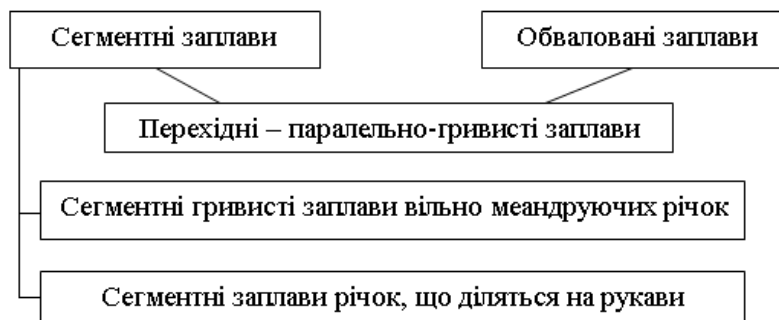 Сегментні заплави
Обваловані заплави
Перехідні – паралельно-гривисті заплави
Сегментні гривисті заплави вільно меандруючих річок
Сегментні заплави річок, що діляться на рукави